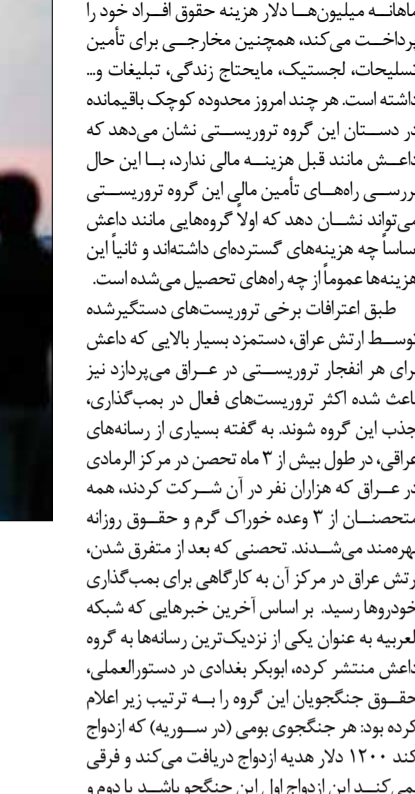 ماهانه میلیون‌ها دلار هزینه حقوق افراد خود را
پرداخت می‌کند، همچنین مخارجی برای تأمین
تسلیحات، لجستیک، مایحتاج زندگی، تبلیغات و...
داشته است. هر چند امروز محدوده کوچک باقیمانده
در دستان این گروه تروریستی نشان می‌دهد که
داعش مانند قبل هزینه مالی ندارد، با این حال
بررسی راه‌های تأمین مالی این گروه تروریستی
می‌تواند نشان دهد که اولاً گروه‌هایی مانند داعش
اساساً چه هزینه‌های گسترده‌ای داشته‌اند و ثانیاً این
هزینه‌ها عموماً از چه راه‌های تحصیل می‌شده است.
طبق اعترافات برخی تروریست‌های دستگیرشده
توسط ارتش عراق، دستمزد بسیار بالایی که داعش
برای هر انفجار تروریستی در عراق می‌پردازد نیز
باعث شده اکثر تروریست‌های فعال در بمب‌گذاری،
جذب این گروه شوند. به گفته بسیاری از رسانه‌های
عراقی، در طول بیش از ۳ ماه تحصن در مرکز الرمادی
در عراق که هزاران نفر در آن شرکت کردند، همه
متحصنان از ۳ وعده خوراک گرم و حقوق روزانه
بهره‌مند می‌شدند. تحصنی که بعد از متفرق شدن،
ارتش عراق در مرکز آن به کارگاهی برای بمب‌گذاری
خودروها رسید. بر اساس آخرین خبرهایی که شبکه
العربیه به عنوان یکی از نزدیک‌ترین رسانه‌ها به گروه
داعش منتشر کرده، ابوبکر بغدادی در دستورالعملی،
حقوق جنگجویان این گروه را به ترتیب زیر اعلام
کرده بود: هر جنگجوی بومی (در سوریه) که ازدواج
کند ۱۲۰۰ دلار هدیه ازدواج دریافت می‌کند و فرقی
نمی‌کند این ازدواج اول این جنگجو باشد یا دوم و